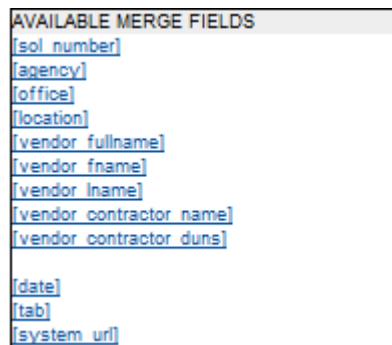 AVAILABLE MERGE FIELDS
[sol_number]
[agency]
[office]
[location]
[vendor_fullname]
[vendor_fname]
[vendor_lname]
[vendor_contractor_name]
[vendor_contractor_duns]
[date]
[tab]
[system_url]